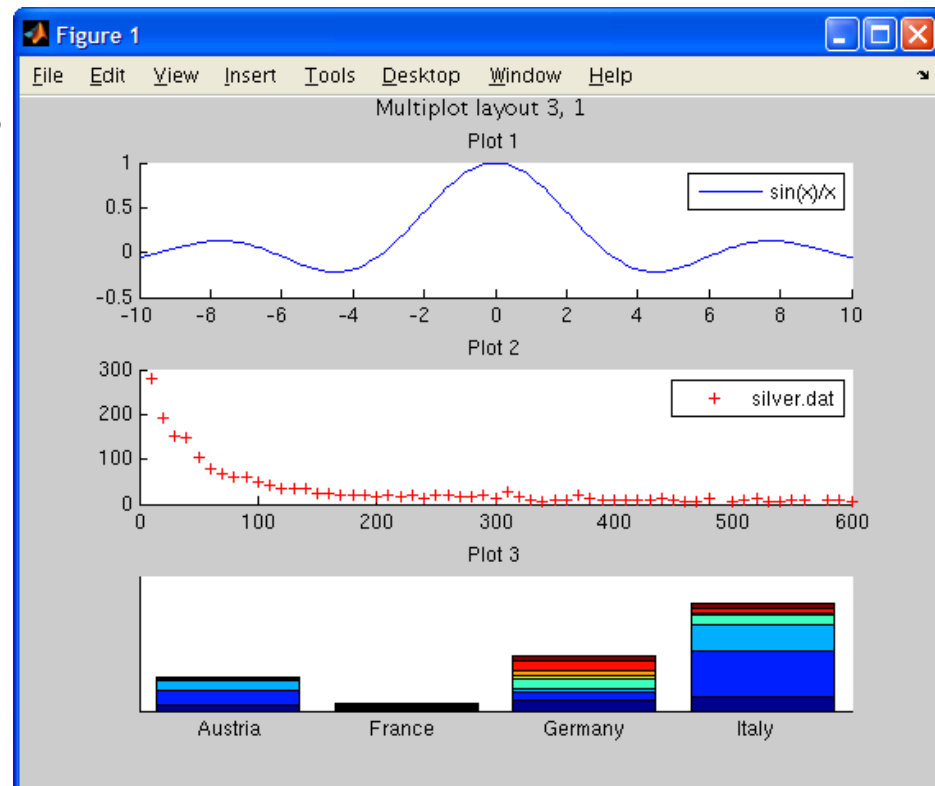 Figure 1
File Edit View Insert Tools Desktop Window Help
Multiplot layout 3, 1
Plot 1
1
0.5
0
-0.5
sin(x)/x
-10 -8 -6 -4 -2 0 2 4 6 8 10
Plot 2
300
200
100
0
silver.dat
0 100 200 300 400 500 600
Plot 3
Austria France Germany Italy